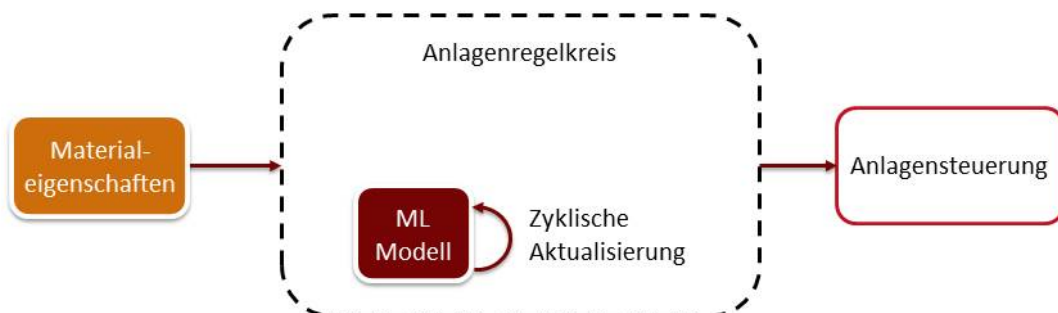 Anlagenregelkreis
Material-
eigenschaften
Anlagensteuerung
ML
Modell
Zyklische
Aktualisierung